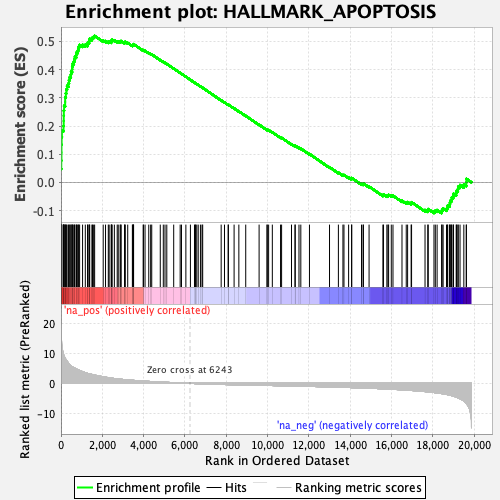 Enrichment plot: HALLMARK_APOPTOSIS
Enrichment score (ES)
0.5
0.4
0.3
0.2
0.1
0.0
-0.1
'na_pos' (positively correlated)
Ranked list metric (PreRanked)
20
10
0
-10
Zero cross at 6243
'na_neg' (negatively correlated)
0
2,000
4,000
6,000
8,000
10,000
12,000
14,000
16,000
18,000
20,000
Rank in Ordered Dataset
Enrichment profile
Hits
Ranking metric scores